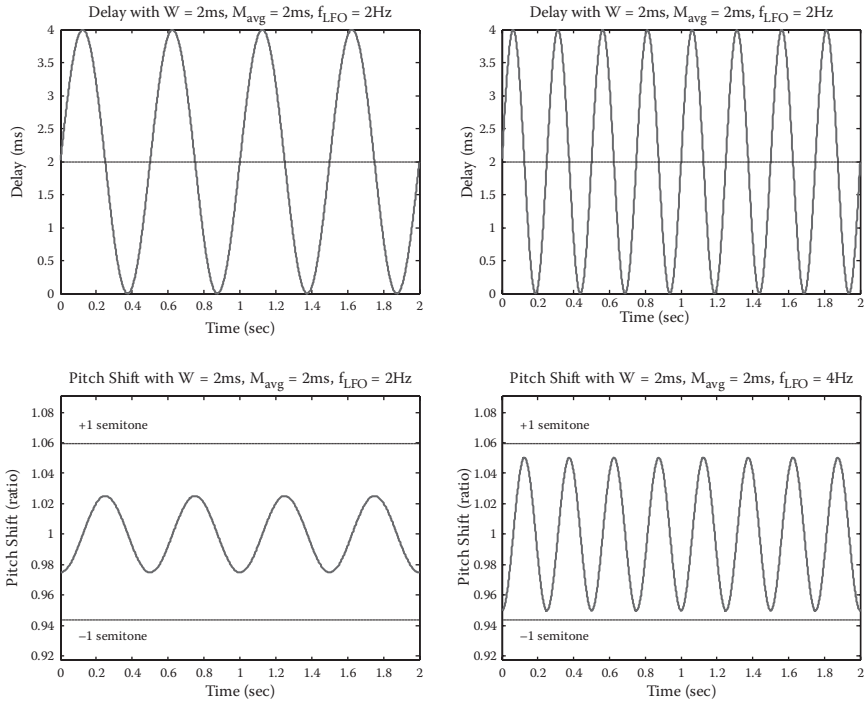 Delay with W = 2ms, M_avg = 2ms, f_LFO = 2Hz
4
3.5
3
2.5
2
1.5
1
0.5
0
Delay (ms)
0 0.2 0.4 0.6 0.8 1 1.2 1.4 1.6 1.8 2
Time (sec)
Delay with W = 2ms, M_avg = 2ms, f_LFO = 2Hz
4
3.5
3
2.5
2
1.5
1
0.5
0
Delay (ms)
0 0.2 0.4 0.6 0.8 1 1.2 1.4 1.6 1.8 2
Time (sec)
Pitch Shift with W = 2ms, M_avg = 2ms, f_LFO = 2Hz
1.08
1.06
1.04
1.02
1
0.98
0.96
0.94
0.92
Pitch Shift (ratio)
+1 semitone
–1 semitone
0 0.2 0.4 0.6 0.8 1 1.2 1.4 1.6 1.8 2
Time (sec)
Pitch Shift with W = 2ms, M_avg = 2ms, f_LFO = 4Hz
1.08
1.06
1.04
1.02
1
0.98
0.96
0.94
0.92
Pitch Shift (ratio)
+1 semitone
–1 semitone
0 0.2 0.4 0.6 0.8 1 1.2 1.4 1.6 1.8 2
Time (sec)